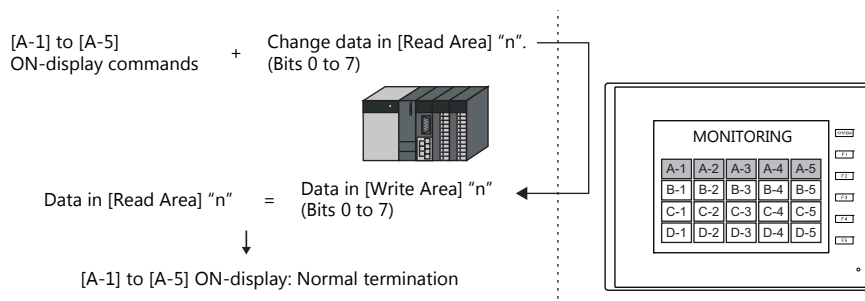 [A-1] to [A-5]
ON-display commands
+
Change data in [Read Area] “n”.
(Bits 0 to 7)
Data in [Read Area] “n”
=
Data in [Write Area] “n”
(Bits 0 to 7)
[A-1] to [A-5] ON-display: Normal termination
MONITORING
A-1 A-2 A-3 A-4 A-5
B-1 B-2 B-3 B-4 B-5
C-1 C-2 C-3 C-4 C-5
D-1 D-2 D-3 D-4 D-5
SYSTEM
F1
F2
F3
F4
F5